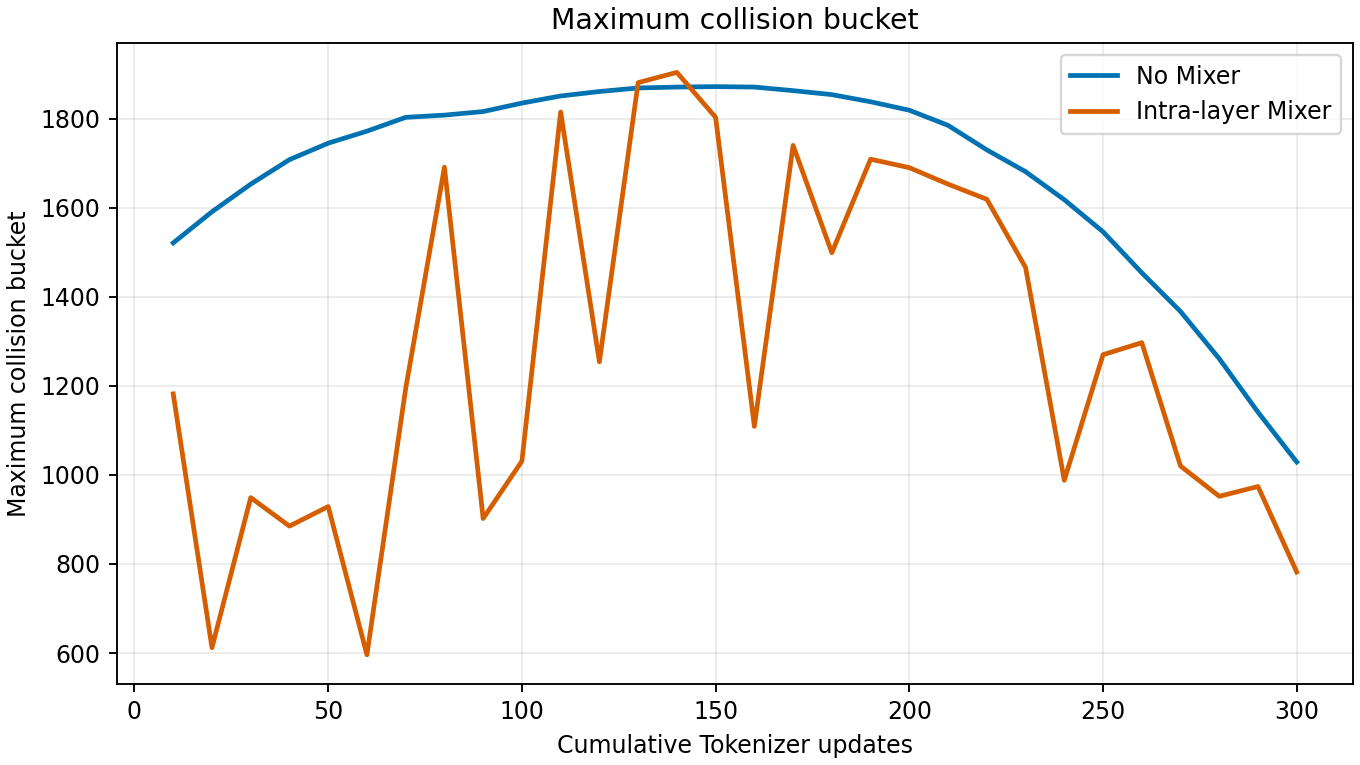 Maximum collision bucket
No Mixer
Intra-layer Mixer
Maximum collision bucket
1800
1600
1400
1200
1000
800
600
0 50 100 150 200 250 300
Cumulative Tokenizer updates